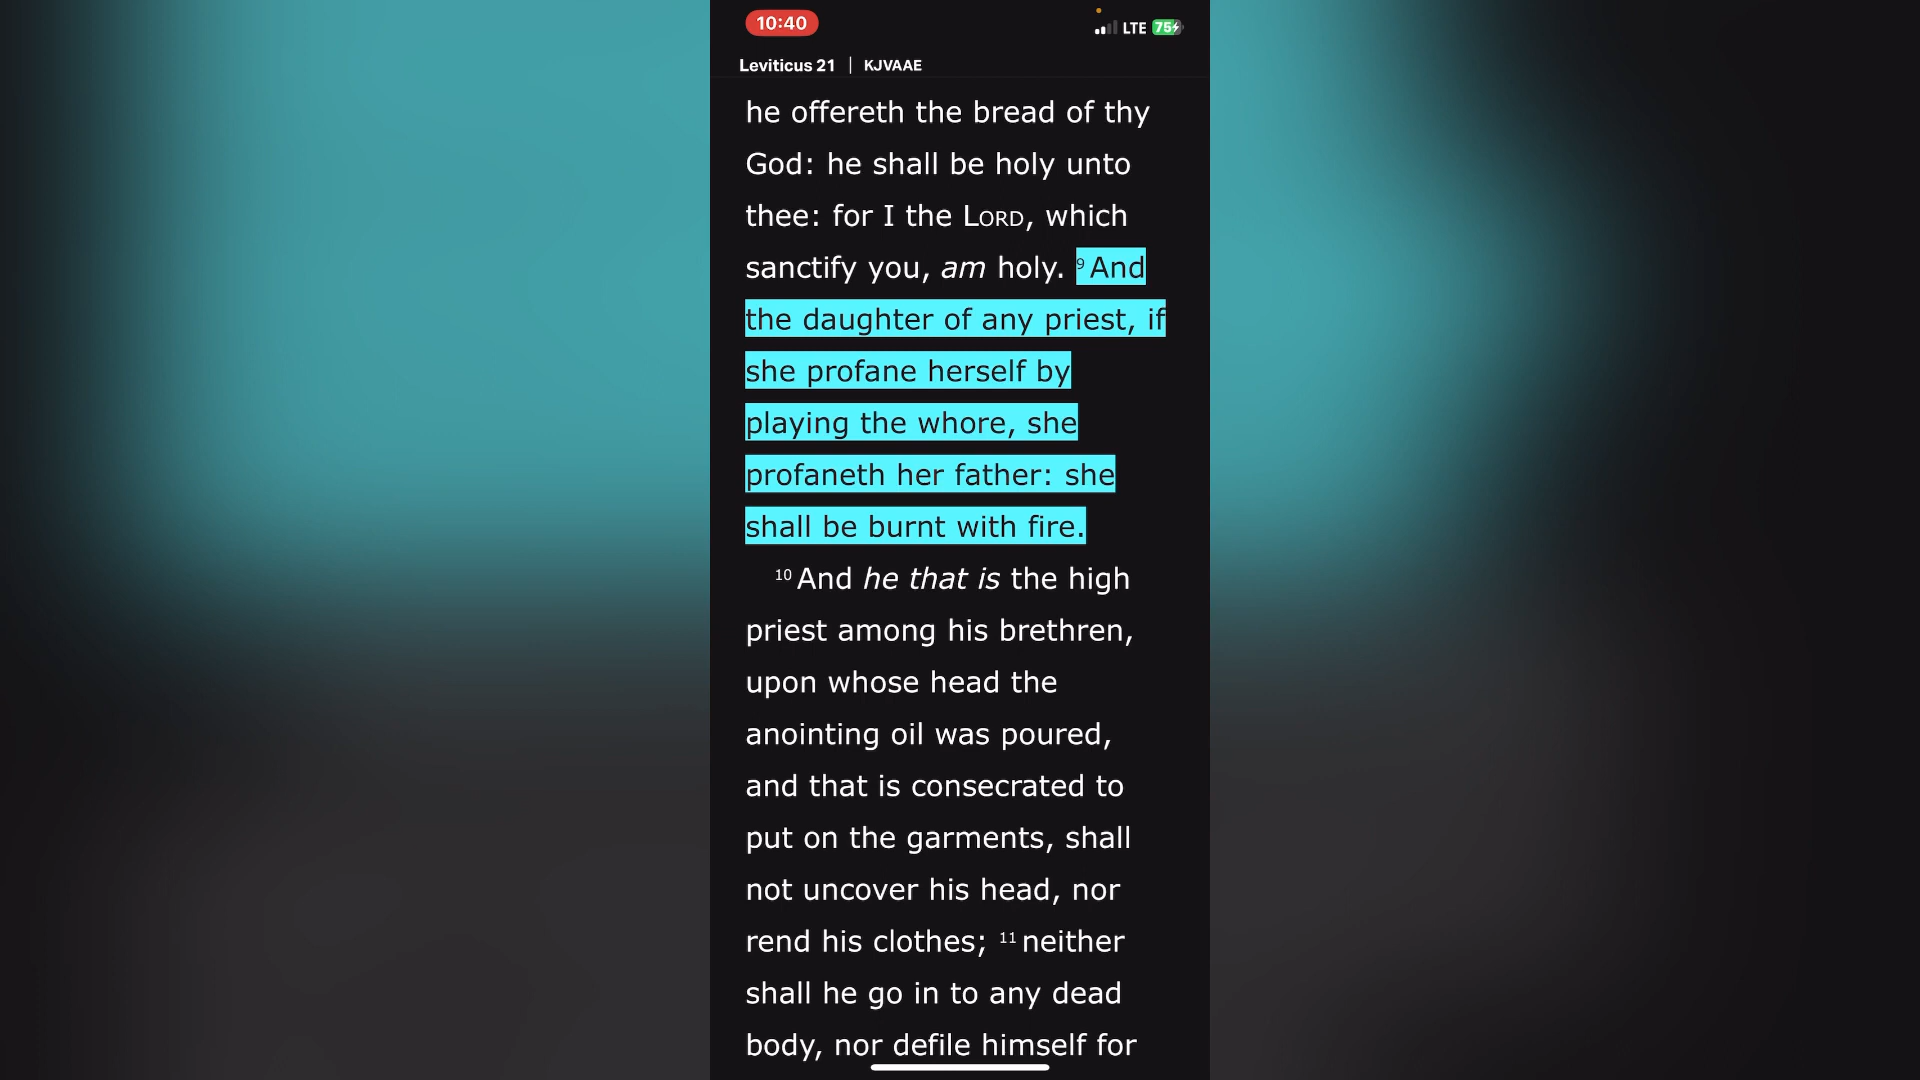 10:40
LTE 75
Leviticus 21 | KJVAAE
he offereth the bread of thy
God: he shall be holy unto
thee: for I the LORD, which
sanctify you, am holy. 9 And
the daughter of any priest, if
she profane herself by
playing the whore, she
profaneth her father: she
shall be burnt with fire.
10 And he that is the high
priest among his brethren,
upon whose head the
anointing oil was poured,
and that is consecrated to
put on the garments, shall
not uncover his head, nor
rend his clothes; 11 neither
shall he go in to any dead
body, nor defile himself for